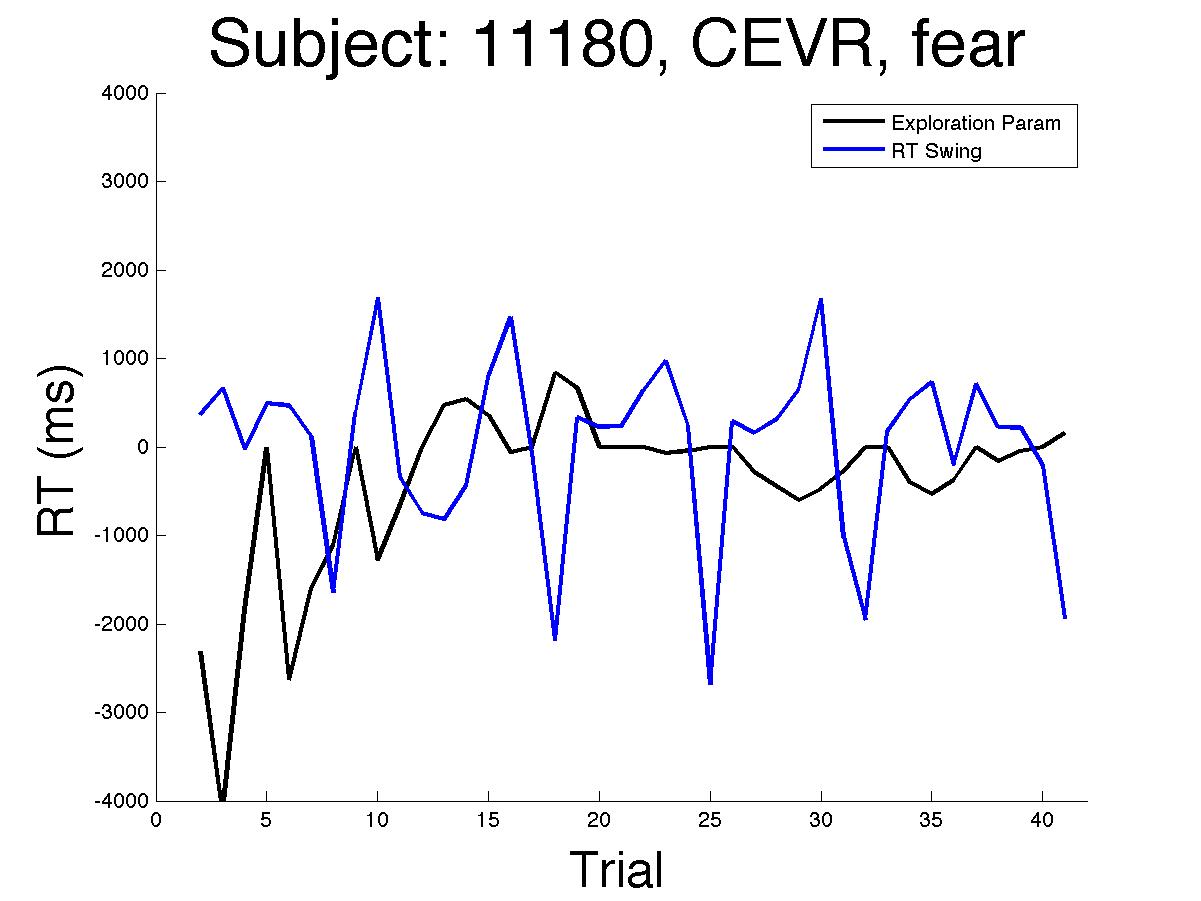 Subject: 11180, CEVR, fear
4000
3000
2000
1000
0
-1000
-2000
-3000
-4000
RT (ms)
Exploration Param
RT Swing
0 5 10 15 20 25 30 35 40
Trial